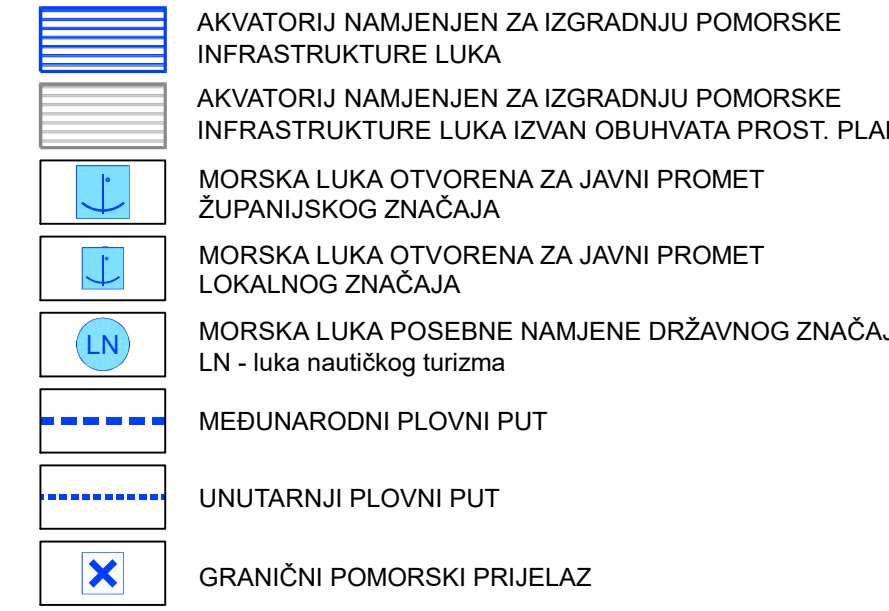 AKVATORIJ NAMJENJEN ZA IZGRADNJU POMORSKE
INFRASTRUKTURE LUKA
AKVATORIJ NAMJENJEN ZA IZGRADNJU POMORSKE
INFRASTRUKTURE LUKA IZVAN OBUHVATA PROST.
MORSKA LUKA OTVORENA ZA JAVNI PROMET
ŽUPANIJSKOG ZNAČAJA
MORSKA LUKA OTVORENA ZA JAVNI PROMET
LOKALNOG ZNAČAJA
LN MORSKA LUKA POSEBNE NAMJENE DRŽAVNOG
LN - luka nautičkog turizma
MEĐUNARODNI PLOVNI PUT
UNUTARNJI PLOVNI PUT
GRANIČNI POMORSKI PRIJELAZ